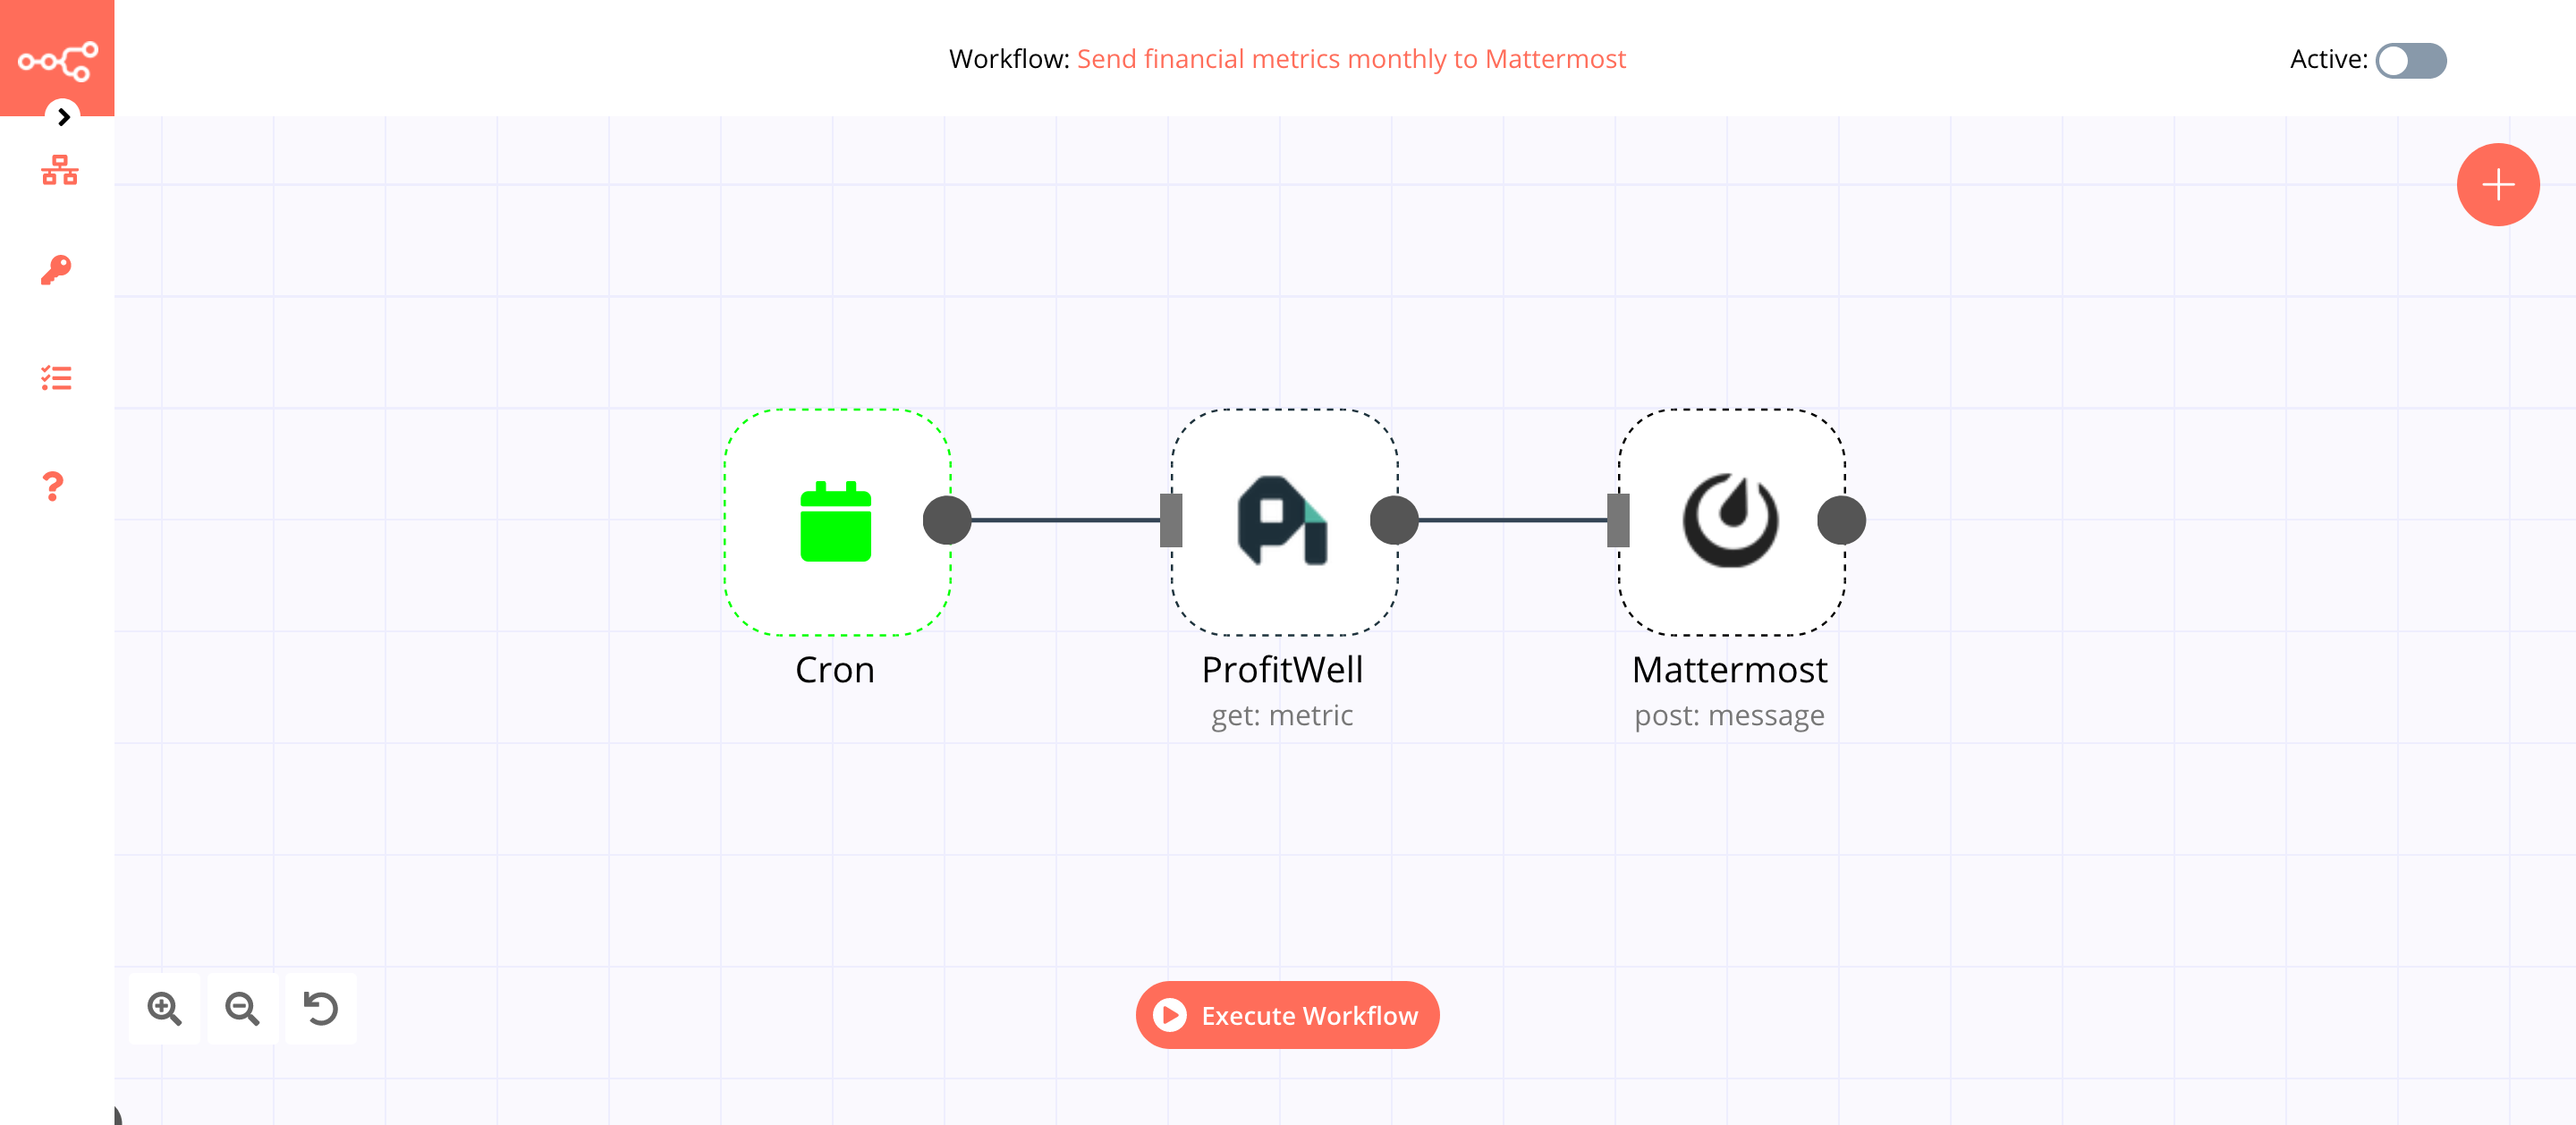 Workflow: Send financial metrics monthly to Mattermost
Active:
Cron
ProfitWell
get: metric
Mattermost
post: message
Execute Workflow